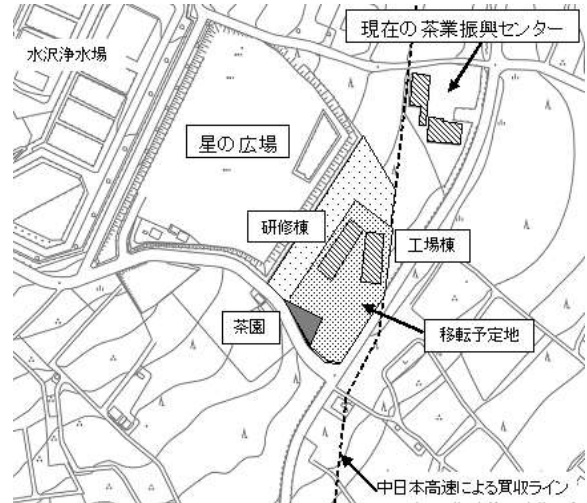 現在の茶業振興センター
水沢浄水場
星の広場
研修棟
工場棟
茶園
移転予定地
中日本高速による買収ライン